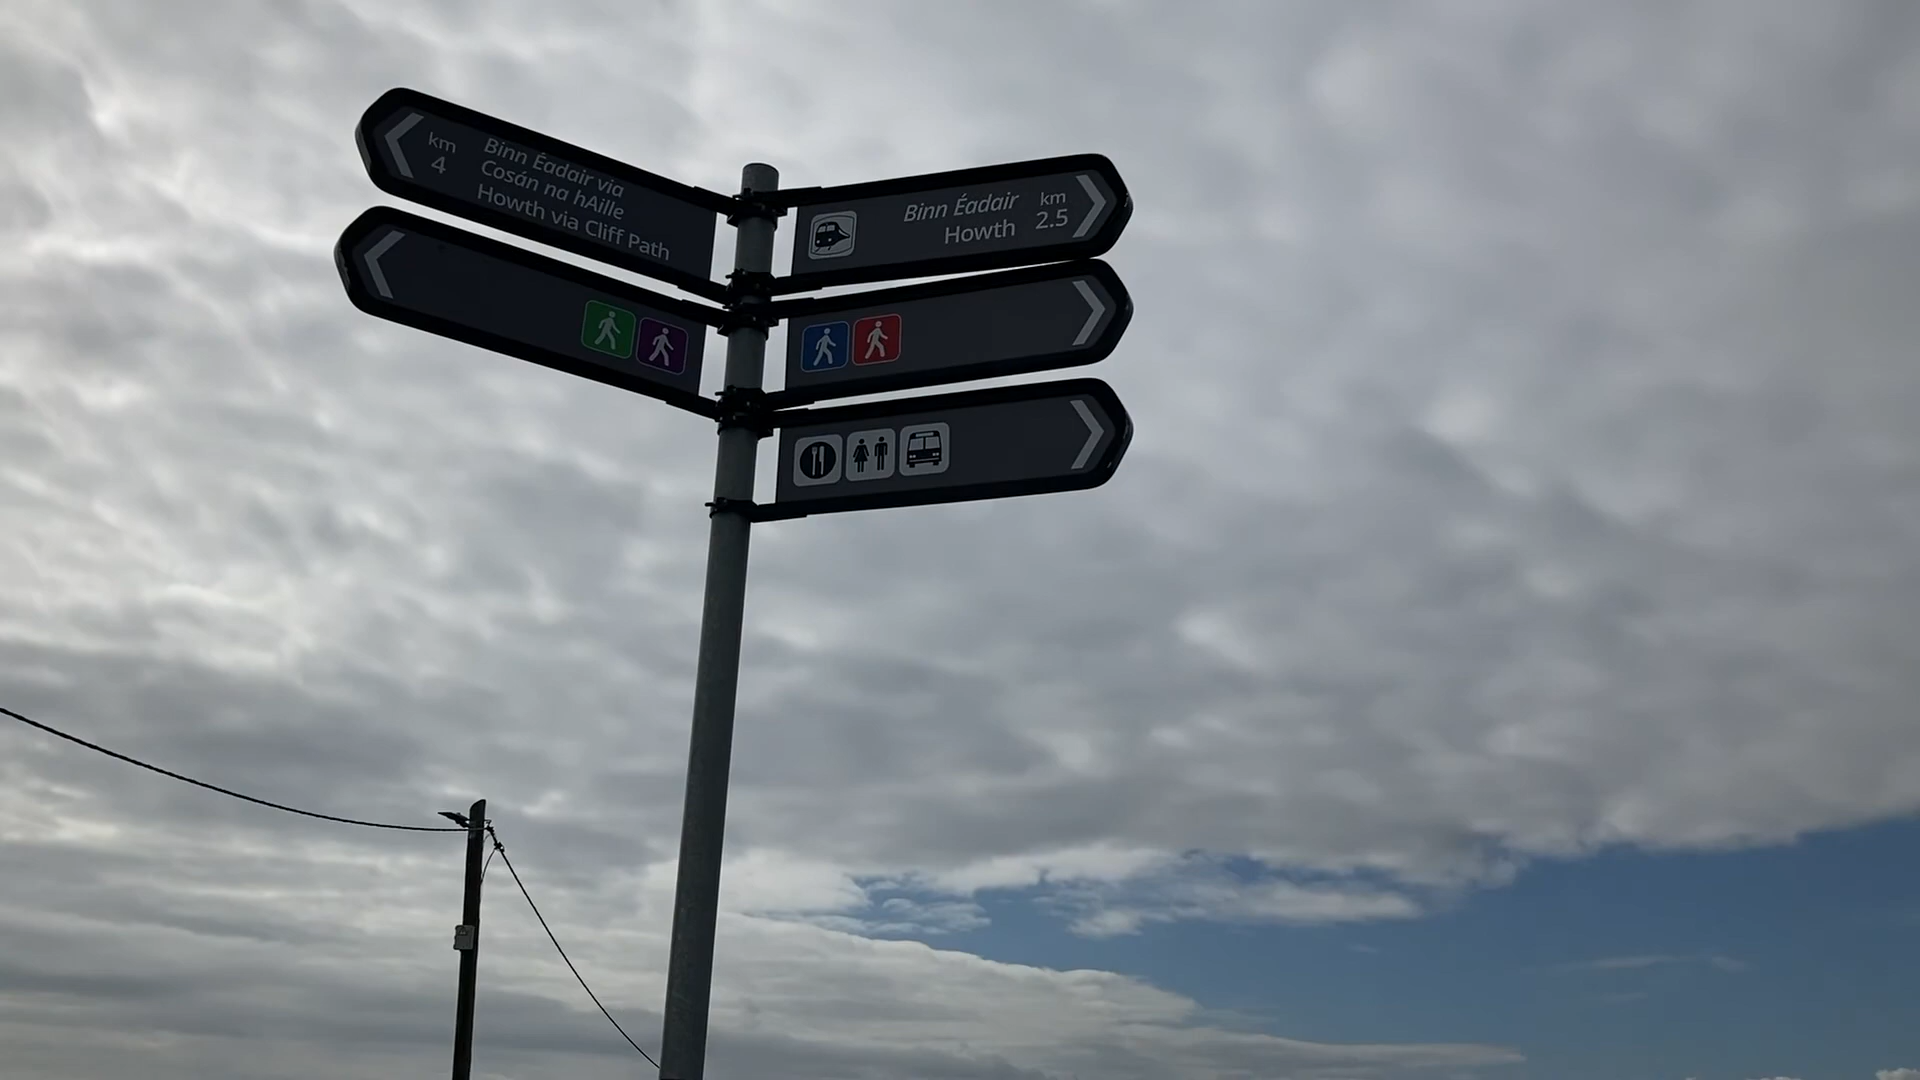 km
4
Binn Éadair via
Cosán na hAille
Howth via Cliff Path
Binn Éadair
Howth
km
2.5